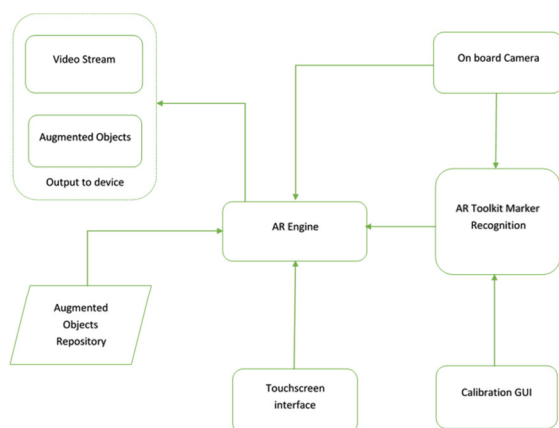 Video Stream
On board Camera
Augmented Objects
Output to device
AR Engine
AR Toolkit Marker
Recognition
Augmented
Objects
Repository
Touchscreen
interface
Calibration GUI